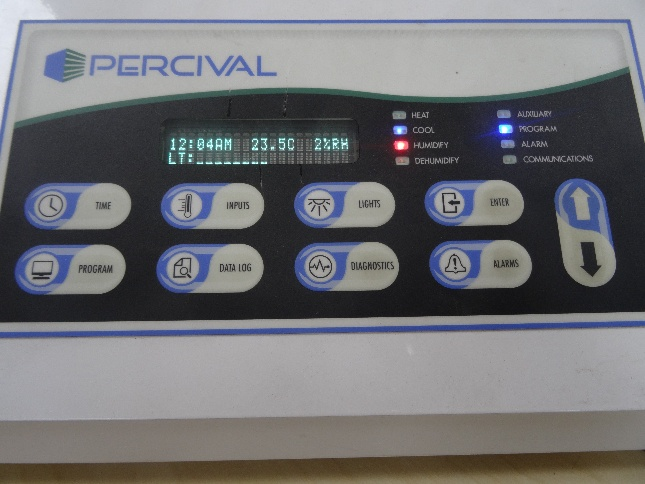 PERCIVAL
12:04AM 23.5C 2%RH
LT:_________
HEAT
COOL
HUMIDIFY
DEHUMIDIFY
AUXILIARY
PROGRAM
ALARM
COMMUNICATIONS
TIME
INPUTS
LIGHTS
ENTER
PROGRAM
DATA LOG
DIAGNOSTICS
ALARMS